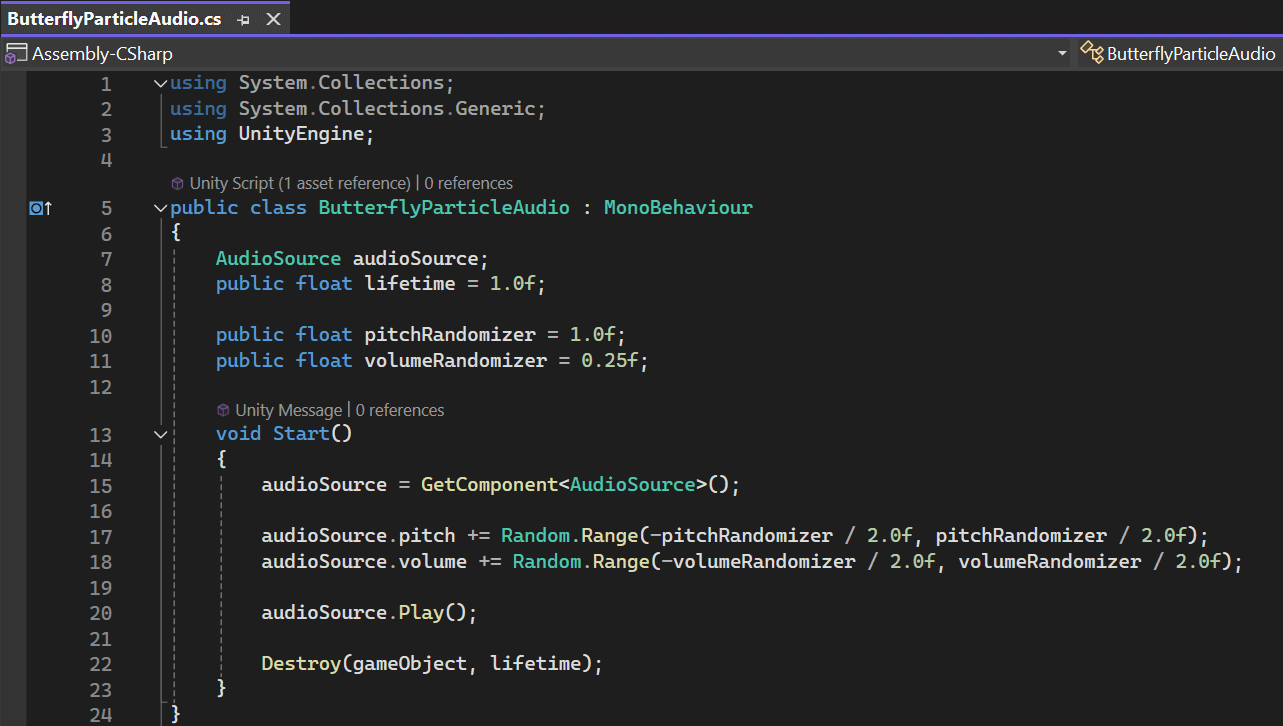 ButterflyParticleAudio.cs
Assembly-CSharp ButterflyParticleAudio
1 using System.Collections;
2 using System.Collections.Generic;
3 using UnityEngine;
4
Unity Script (1 asset reference) | 0 references
5 public class ButterflyParticleAudio : MonoBehaviour
6 {
7 AudioSource audioSource;
8 public float lifetime = 1.0f;
9
10 public float pitchRandomizer = 1.0f;
11 public float volumeRandomizer = 0.25f;
12
Unity Message | 0 references
13 void Start()
14 {
15 audioSource = GetComponent<AudioSource>();
16
17 audioSource.pitch += Random.Range(-pitchRandomizer / 2.0f, pitchRandomizer / 2.0f);
18 audioSource.volume += Random.Range(-volumeRandomizer / 2.0f, volumeRandomizer / 2.0f);
19
20 audioSource.Play();
21
22 Destroy(gameObject, lifetime);
23 }
24 }